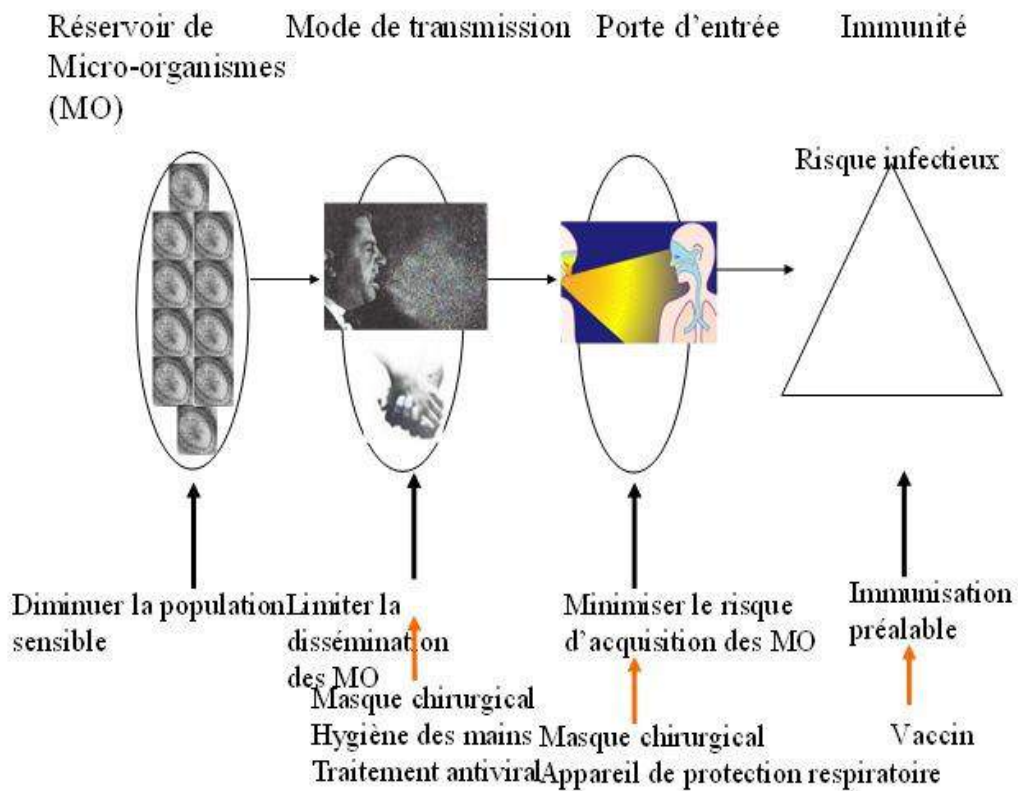 Réservoir de
Micro-organismes
(MO)
Mode de transmission
Porte d'entrée
Immunité
Risque infectieux
Diminuer la population
sensible
Limiter la
dissémination
des MO
Minimiser le risque
d'acquisition des MO
Immunisation
préalable
Masque chirurgical
Hygiène des mains
Traitement antiviral
Masque chirurgical
Appareil de protection respiratoire
Vaccin